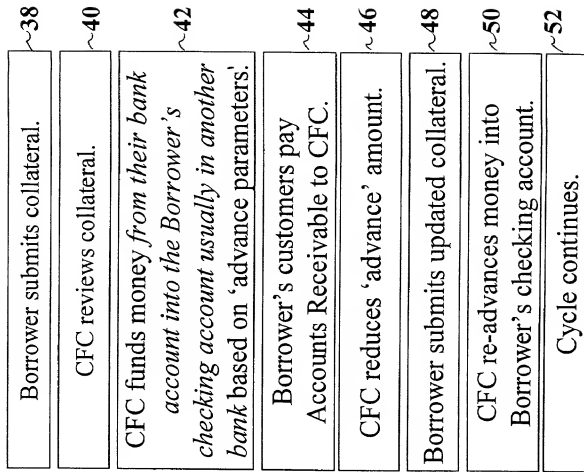 Borrower submits collateral.
38
CFC reviews collateral.
40
CFC funds money from their bank
account into the Borrower's
checking account usually in another
bank based on 'advance parameters'.
42
Borrower's customers pay
Accounts Receivable to CFC.
44
CFC reduces 'advance' amount.
46
Borrower submits updated collateral.
48
CFC re-advances money into
Borrower's checking account.
50
Cycle continues.
52